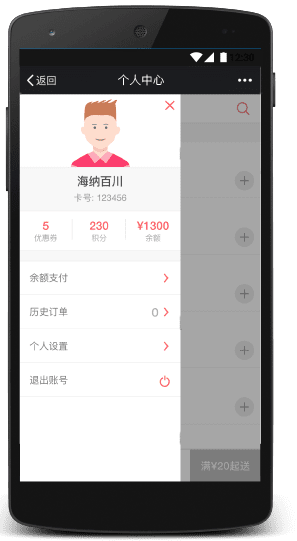 12:30
返回
个人中心
海纳百川
卡号: 123456
5
230
¥1300
优惠券
积分
余额
余额支付
历史订单
0
个人设置
退出账号
满¥20起送